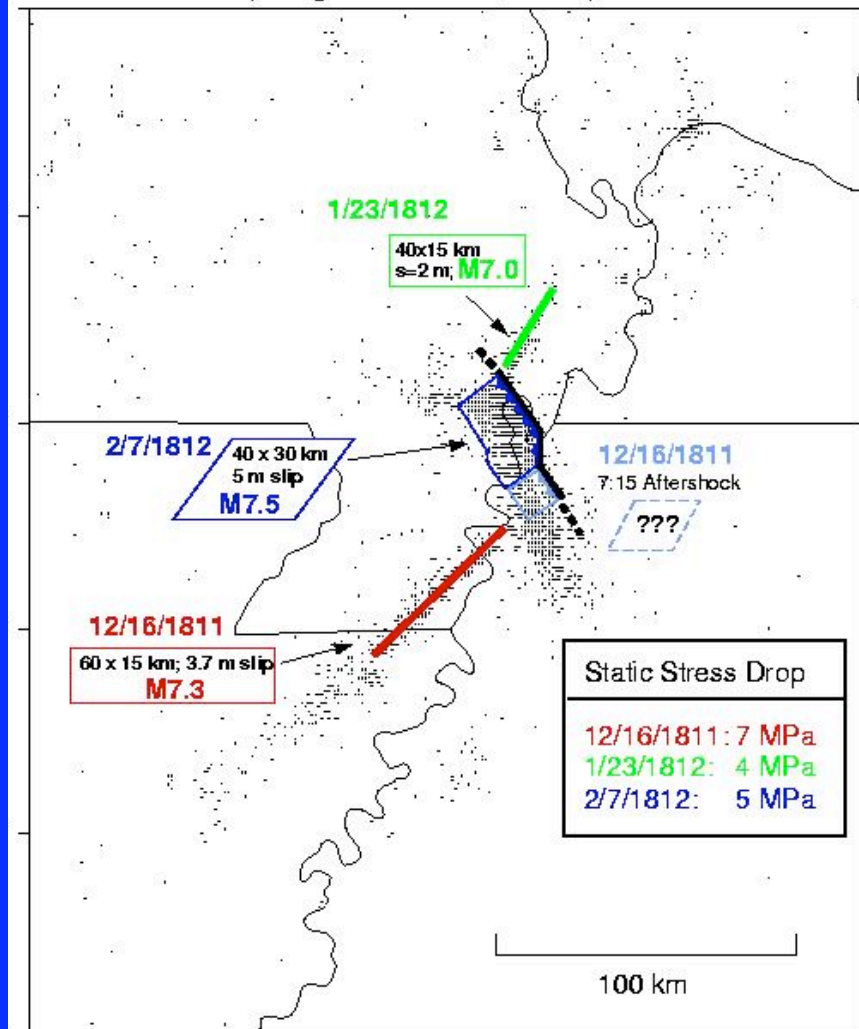 1/23/1812
40x15 km
s=2 m; M7.0
2/7/1812
40 x 30 km
5 m slip
M7.5
12/16/1811
7:15 Aftershock
???
12/16/1811
60 x 15 km; 3.7 m slip
M7.3
Static Stress Drop
12/16/1811: 7 MPa
1/23/1812: 4 MPa
2/7/1812: 5 MPa
100 km